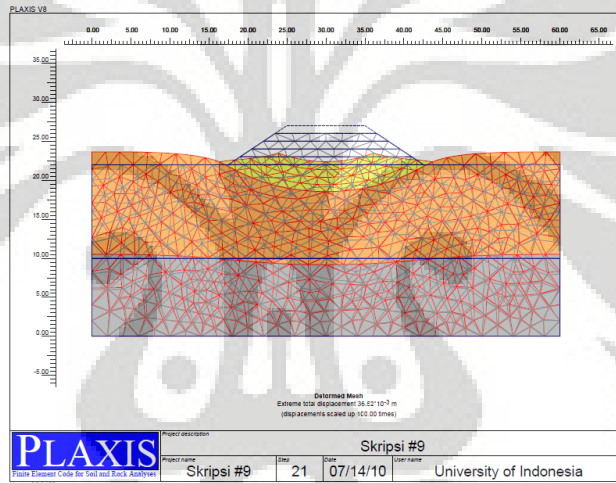 PLAXIS V8
0.00 5.00 10.00 15.00 20.00 25.00 30.00 35.00 40.00 45.00 50.00 55.00 60.00 65.00
35.00
30.00
25.00
20.00
15.00
10.00
5.00
0.00
-5.00
Deformed Mesh
Extreme total displacement 36.52*10-3 m
(displacements scaled up 100.00 times)
PLAXIS
Finite Element Code for Soil and Rock Analyses
Project description
Skripsi #9
Project name
Skripsi #9
Step
21
Date
07/14/10
User name
University of Indonesia